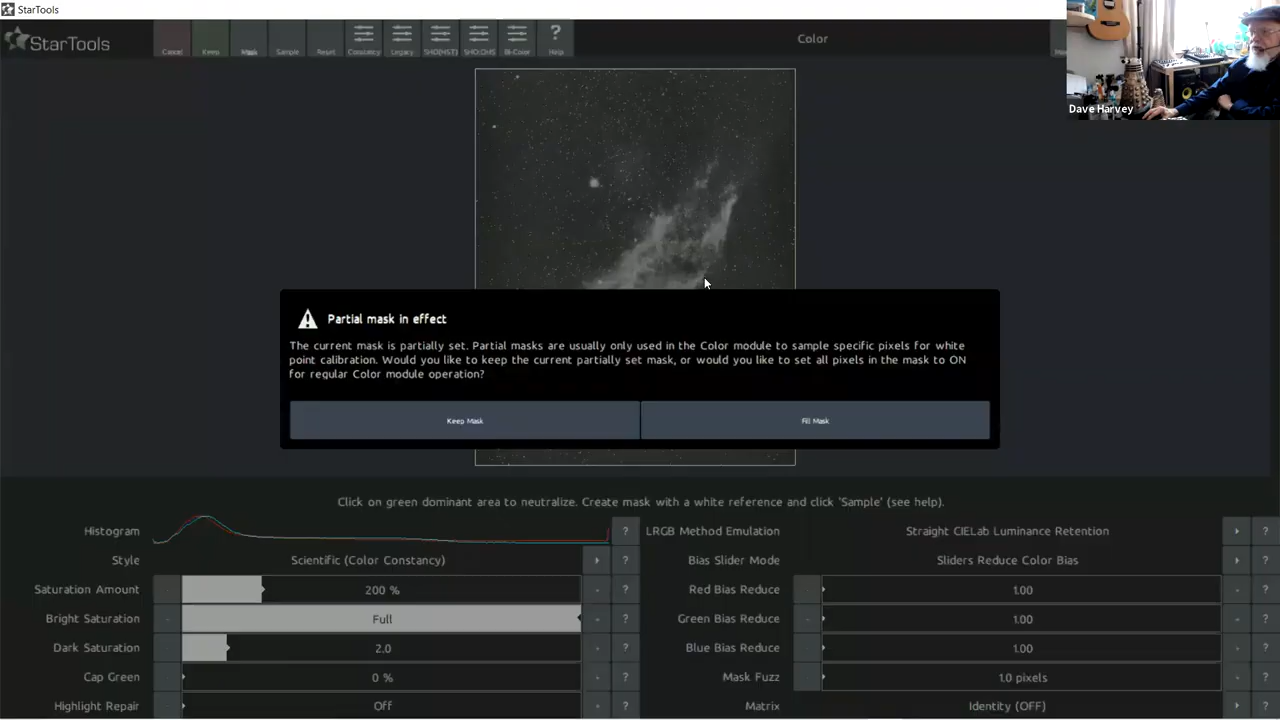 StarTools
StarTools
Cancel
Keep
Mask
Sample
Reset
Constancy
Legacy
SHO(HST)
SHO:OHS
Bi-Color
?
Help
Color
Dave Harvey
Partial mask in effect
The current mask is partially set. Partial masks are usually only used in the Color module to sample specific pixels for white
point calibration. Would you like to keep the current partially set mask, or would you like to set all pixels in the mask to ON
for regular Color module operation?
Keep Mask
Fill Mask
Click on green dominant area to neutralize. Create mask with a white reference and click 'Sample' (see help).
Histogram ?
LRGB Method Emulation Straight CIELab Luminance Retention ?
Style Scientific (Color Constancy) ?
Bias Slider Mode Sliders Reduce Color Bias ?
Saturation Amount - 200 % + ?
Red Bias Reduce - 1.00 + ?
Bright Saturation - Full + ?
Green Bias Reduce - 1.00 + ?
Dark Saturation - 2.0 + ?
Blue Bias Reduce - 1.00 + ?
Cap Green - 0 % + ?
Mask Fuzz - 1.0 pixels + ?
Highlight Repair - Off + ?
Matrix Identity (OFF) ?